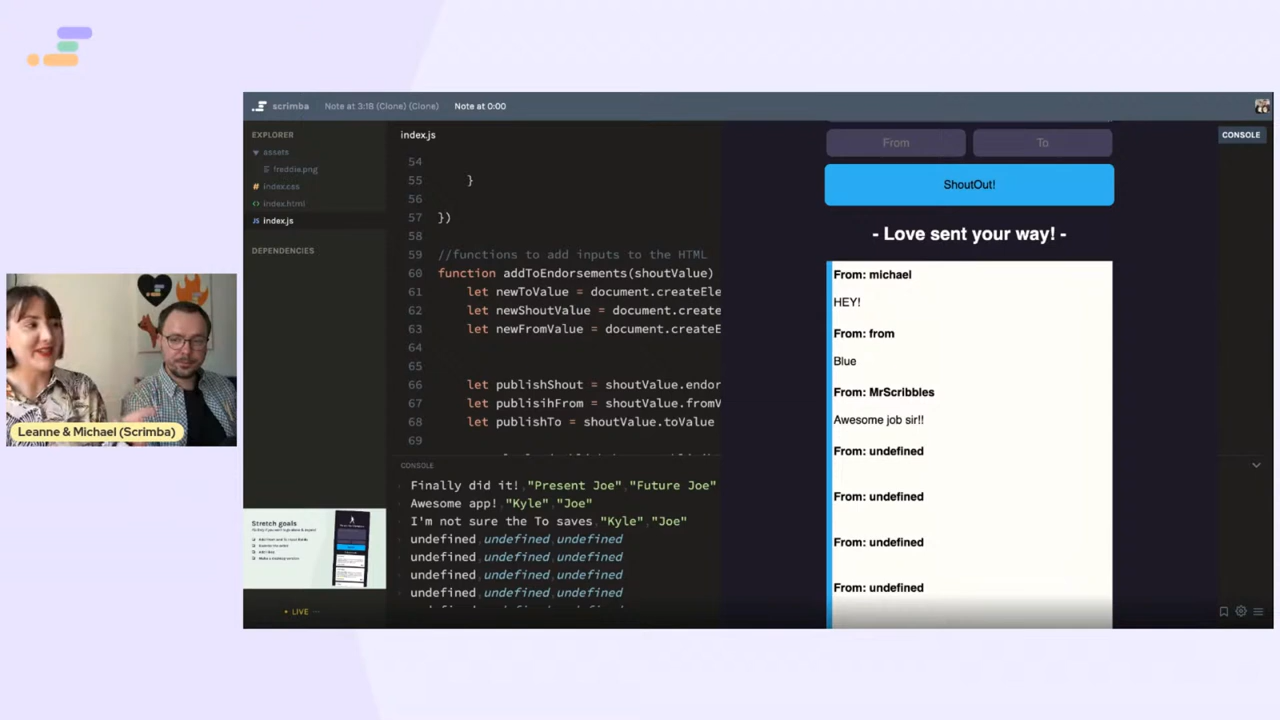 scrimba
Note at 3:18 (Clone) (Clone)
Note at 0:00
EXPLORER
assets
freddie.png
index.css
index.html
JS index.js
DEPENDENCIES
index.js
CONSOLE
54
55 }
56
57 })
58
59 //functions to add inputs to the HTML
60 function addToEndorsements(shoutValue)
61 let newToValue = document.createEle
62 let newShoutValue = document.create
63 let newFromValue = document.createE
64
65
66 let publishShout = shoutValue.endor
67 let publisihFrom = shoutValue.fromV
68 let publishTo = shoutValue.toValue
69
CONSOLE
Finally did it!,"Present Joe","Future Joe"
Awesome app!,"Kyle","Joe"
I'm not sure the To saves,"Kyle","Joe"
undefined,undefined,undefined
undefined,undefined,undefined
undefined,undefined,undefined
undefined,undefined,undefined
From
To
ShoutOut!
- Love sent your way! -
From: michael
HEY!
From: from
Blue
From: MrScribbles
Awesome job sir!!
From: undefined
From: undefined
From: undefined
From: undefined
Leanne & Michael (Scrimba)
Stretch goals
LIVE